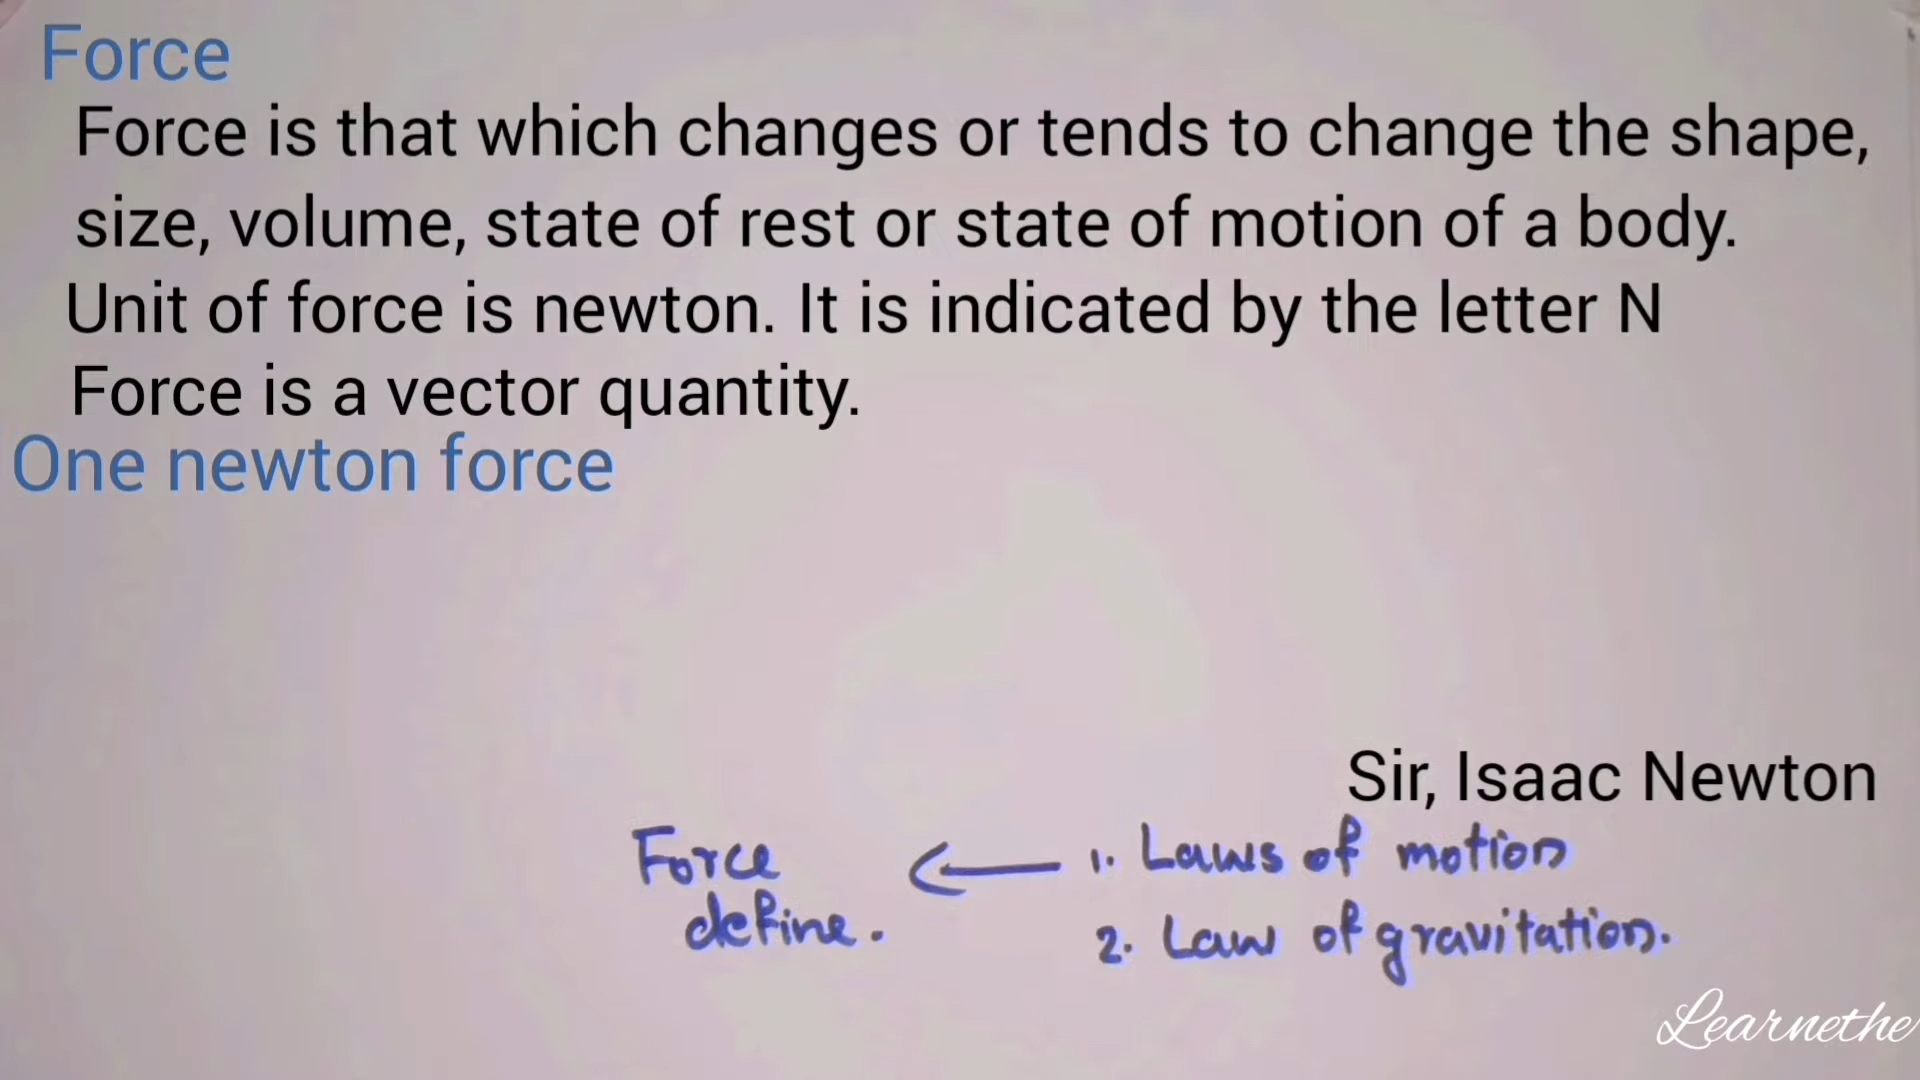 Force
Force is that which changes or tends to change the shape,
size, volume, state of rest or state of motion of a body.
Unit of force is newton. It is indicated by the letter N
Force is a vector quantity.
One newton force
Sir, Isaac Newton
Force ← 1. Laws of motion
define. 2. Law of gravitation.
Learnethe